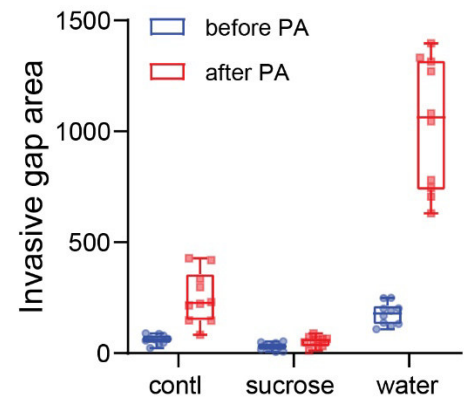 Invasive gap area
1500
1000
500
0
before PA
after PA
contl
sucrose
water